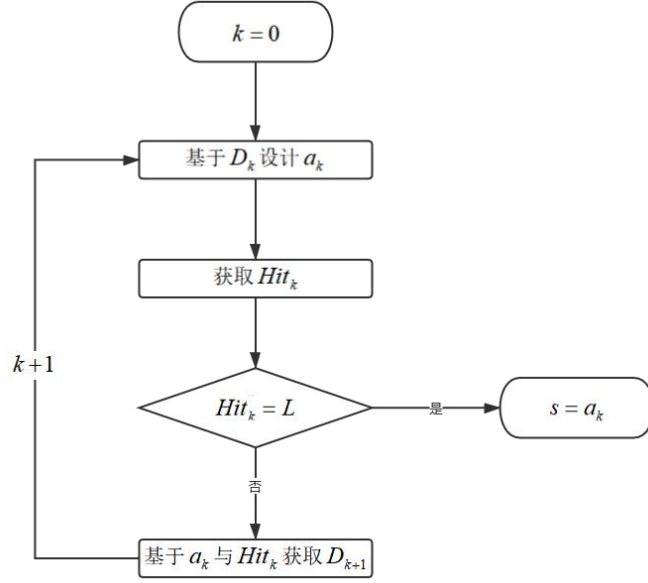 k = 0
基于 D_k 设计 a_k
获取 Hit_k
k+1
Hit_k = L
是
s = a_k
否
基于 a_k 与 Hit_k 获取 D_{k+1}